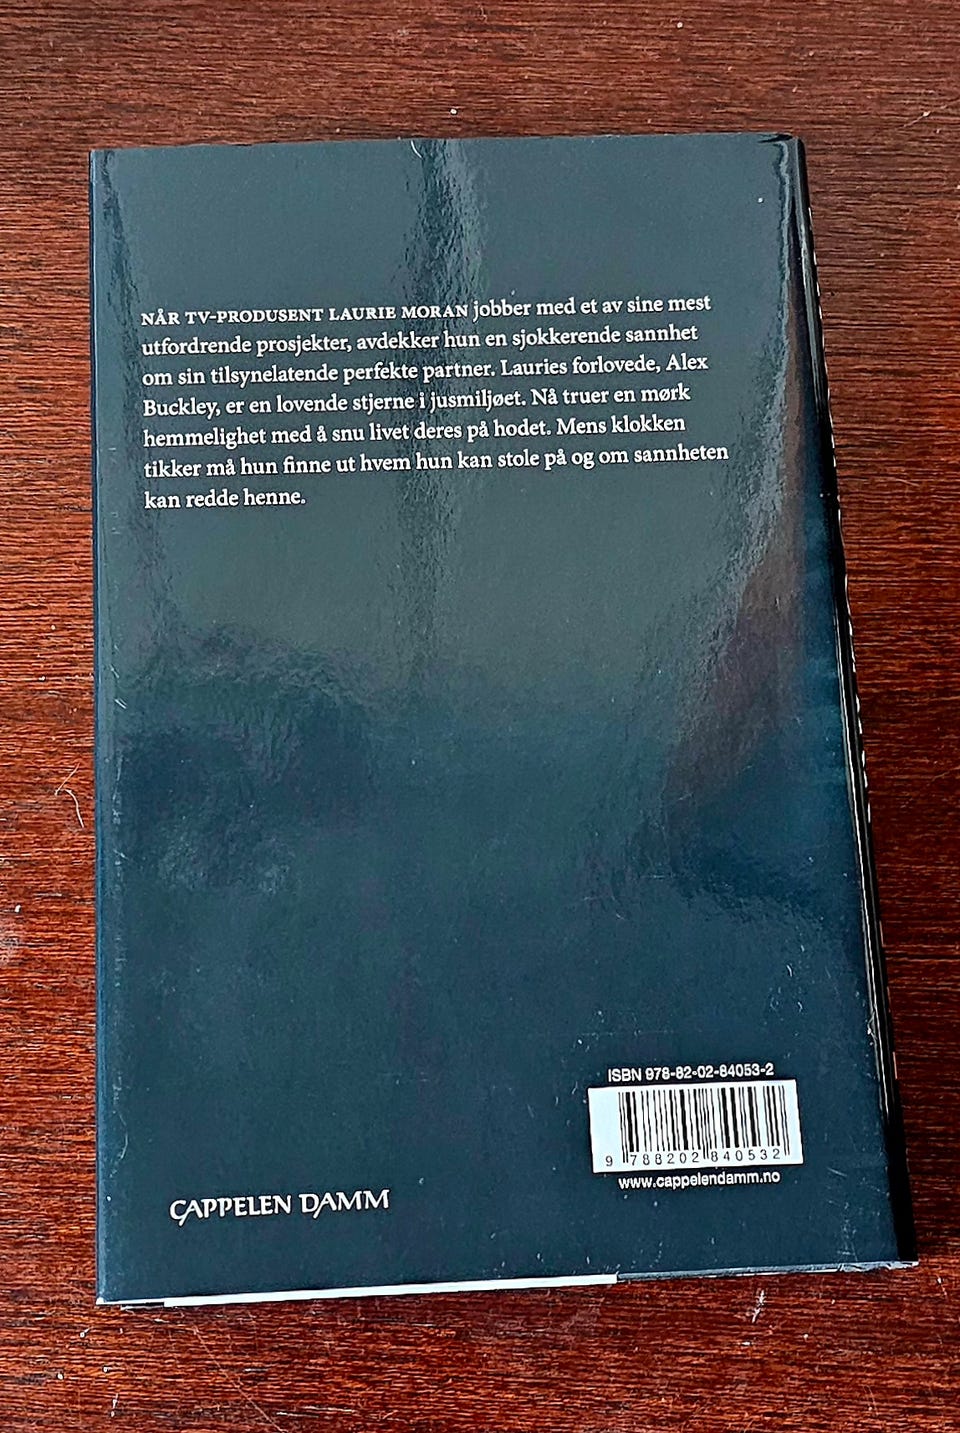 NÅR TV-PRODUSENT LAURIE MORAN jobber med et av sine mest
utfordrende prosjekter, avdekker hun en sjokkerende sannhet
om sin tilsynelatende perfekte partner. Lauries forlovede, Alex
Buckley, er en lovende stjerne i jusmiljøet. Nå truer en mørk
hemmelighet med å snu livet deres på hodet. Mens klokken
tikker må hun finne ut hvem hun kan stole på og om sannheten
kan redde henne.
ISBN 978-82-02-84053-2
9 788202 840532
www.cappelendamm.no
CAPPELEN DAMM